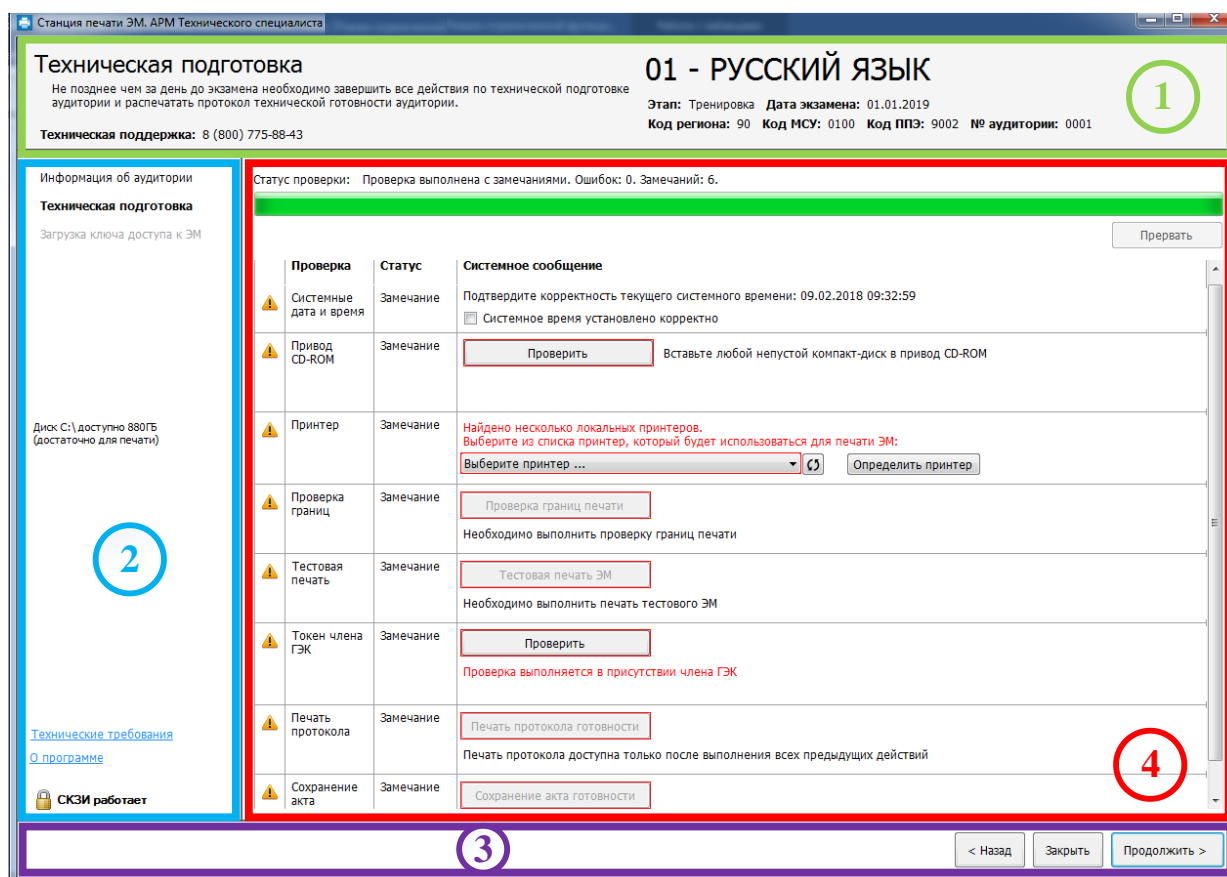 Станция печати ЭМ. АРМ Технического специалиста
Техническая подготовка
Не позднее чем за день до экзамена необходимо завершить все действия по технической подготовке
аудитории и распечатать протокол технической готовности аудитории.
Техническая поддержка: 8 (800) 775-88-43
01 - РУССКИЙ ЯЗЫК
Этап: Тренировка Дата экзамена: 01.01.2019
Код региона: 90 Код МСУ: 0100 Код ППЭ: 9002 № аудитории: 0001
1
Информация об аудитории
Техническая подготовка
Загрузка ключа доступа к ЭМ
Диск C:\ доступно 880ГБ
(достаточно для печати)
2
Технические требования
О программе
СКЗИ работает
Статус проверки: Проверка выполнена с замечаниями. Ошибок: 0. Замечаний: 6.
Прервать
Проверка Статус Системное сообщение
Системные
дата и время
Замечание
Подтвердите корректность текущего системного времени: 09.02.2018 09:32:59
Системное время установлено корректно
Привод
CD-ROM
Замечание
Проверить
Вставьте любой непустой компакт-диск в привод CD-ROM
Принтер
Замечание
Найдено несколько локальных принтеров.
Выберите из списка принтер, который будет использоваться для печати ЭМ:
Выберите принтер ...
Определить принтер
Проверка
границ
Замечание
Проверка границ печати
Необходимо выполнить проверку границ печати
Тестовая
печать
Замечание
Тестовая печать ЭМ
Необходимо выполнить печать тестового ЭМ
Токен члена
ГЭК
Замечание
Проверить
Проверка выполняется в присутствии члена ГЭК
Печать
протокола
Замечание
Печать протокола готовности
Печать протокола доступна только после выполнения всех предыдущих действий
Сохранение
акта
Замечание
Сохранение акта готовности
4
3
< Назад
Закрыть
Продолжить >